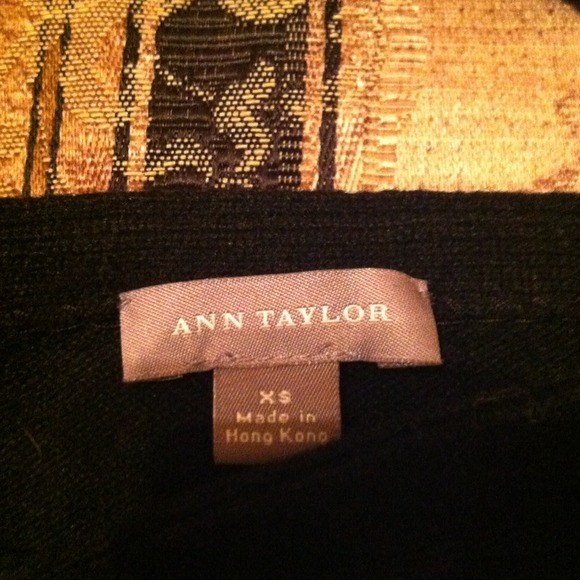 ANN TAYLOR
XS
Made in
Hong Kong